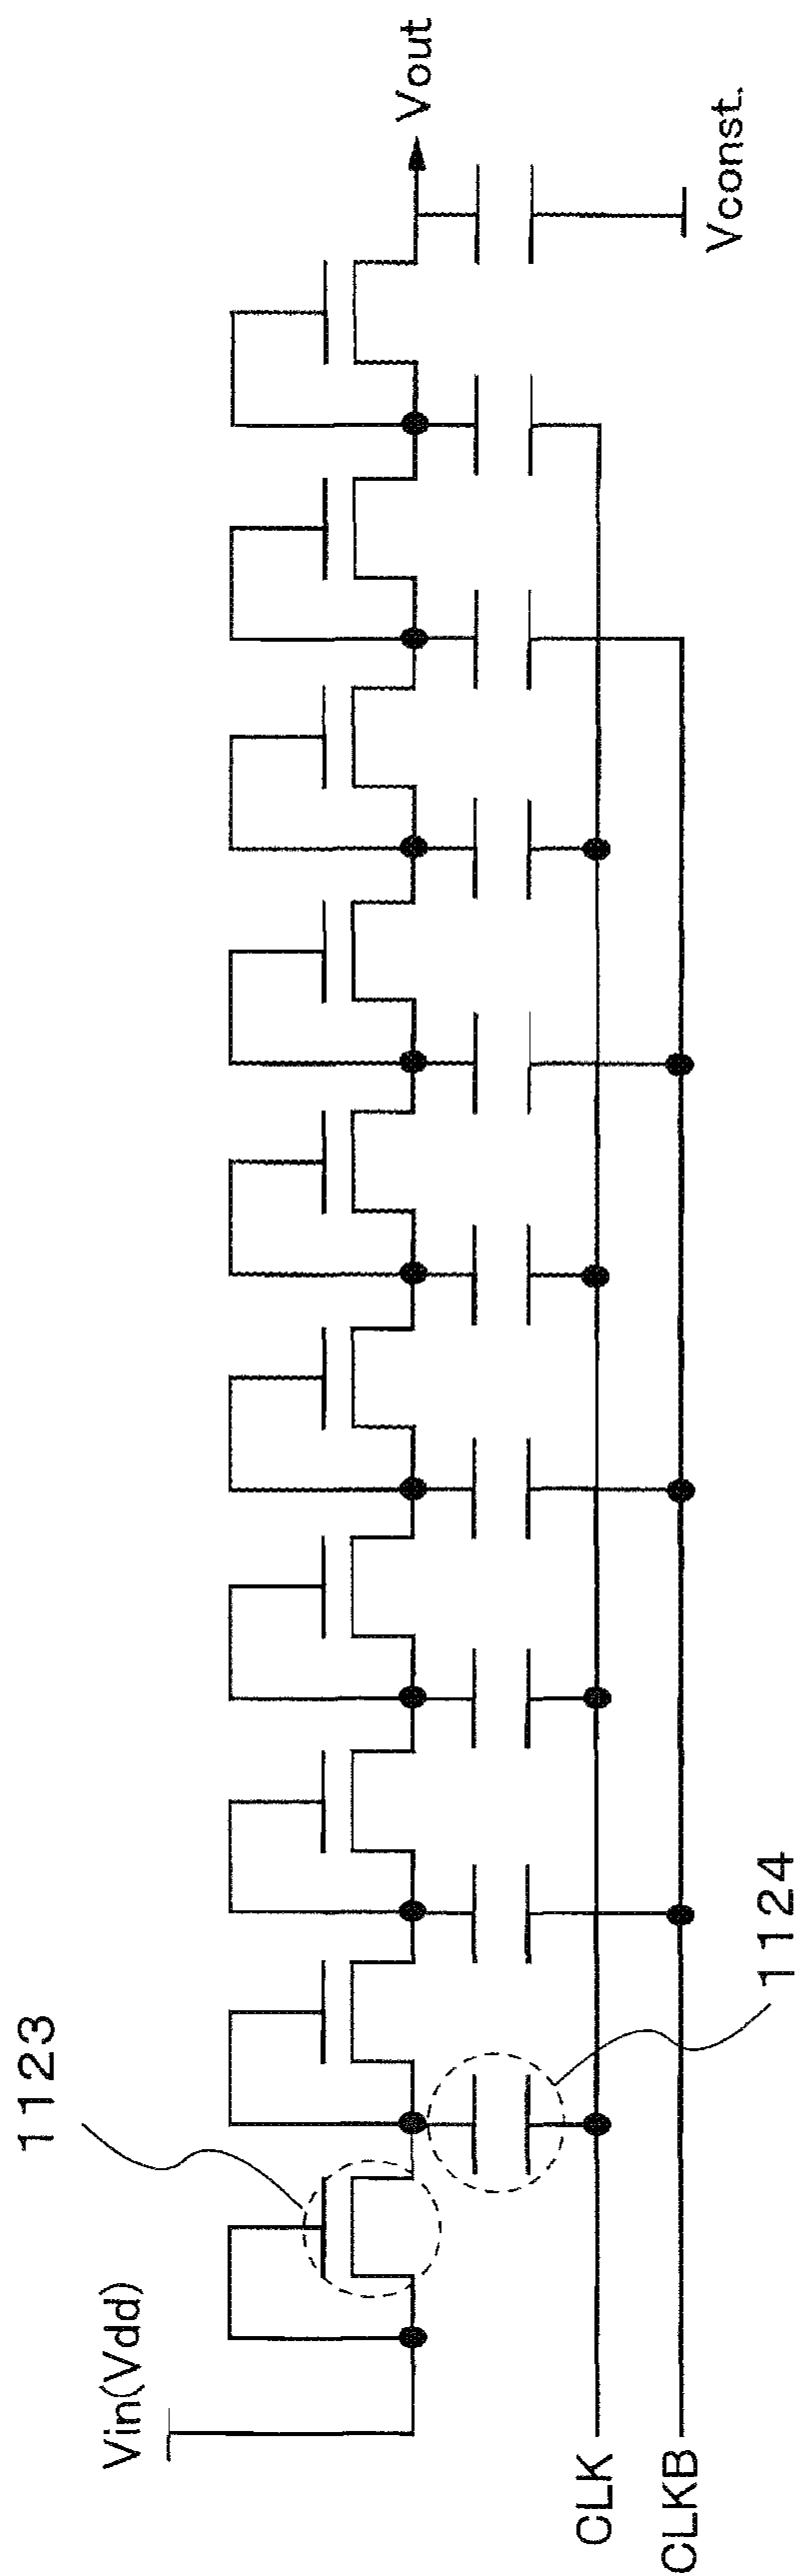 Vin(Vdd)
1123
Vout
Vconst.
1124
CLK
CLKB